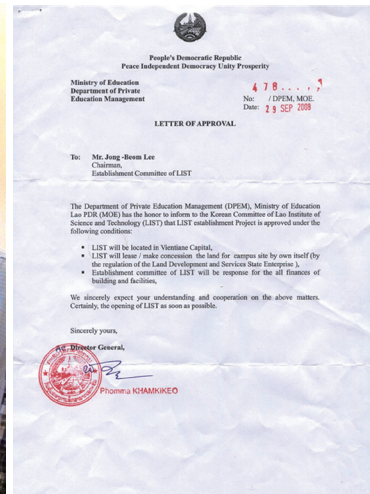 People's Democratic Republic
Peace Independent Democracy Unity Prosperity
Ministry of Education
Department of Private
Education Management
478
No: / DPEM, MOE.
Date: 29 SEP 2009
LETTER OF APPROVAL
To: Mr. Jong -Beom Lee
Chairman,
Establishment Committee of LIST
The Department of Private Education Management (DPEM), Ministry of Education
Lao PDR (MOE) has the honor to inform to the Korean Committee of Lao Institute of
Science and Technology (LIST) that LIST establishment Project is approved under the
following conditions:
• LIST will be located in Vientiane Capital,
• LIST will lease / make concession the land for campus site by own itself (by
the regulation of the Land Development and Services State Enterprise ),
• Establishment committee of LIST will be response for the all finances of
building and facilities,
We sincerely expect your understanding and cooperation on the above matters.
Certainly, the opening of LIST as soon as possible.
Sincerely yours,
Director General,
Phomma KHAMKIKEO